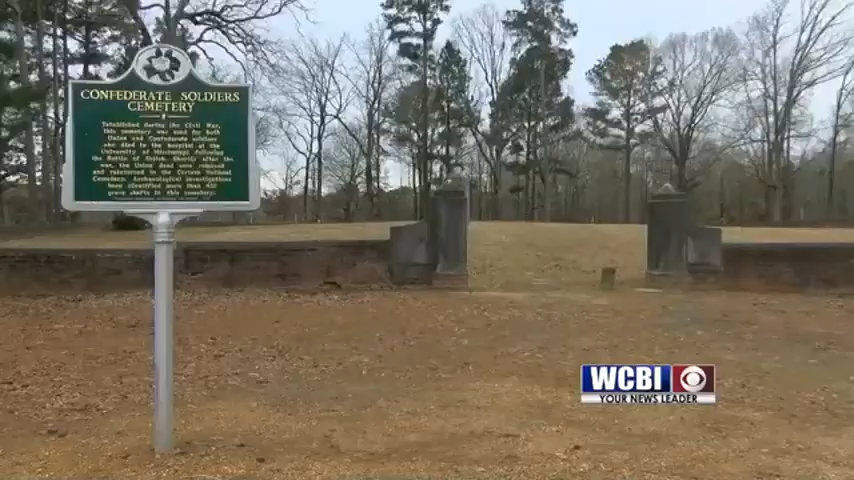 CONFEDERATE SOLDIERS
CEMETERY
Established during the Civil War,
this cemetery was used for both
Union and Confederate soldiers
who died in the hospital at the
University of Mississippi following
the Battle of Shiloh. Shortly after the
war, the Union dead were removed
and reinterred in the Corinth National
Cemetery. Archaeological investigations
have identified more than 430
grave shafts in this cemetery.
WCBI
YOUR NEWS LEADER